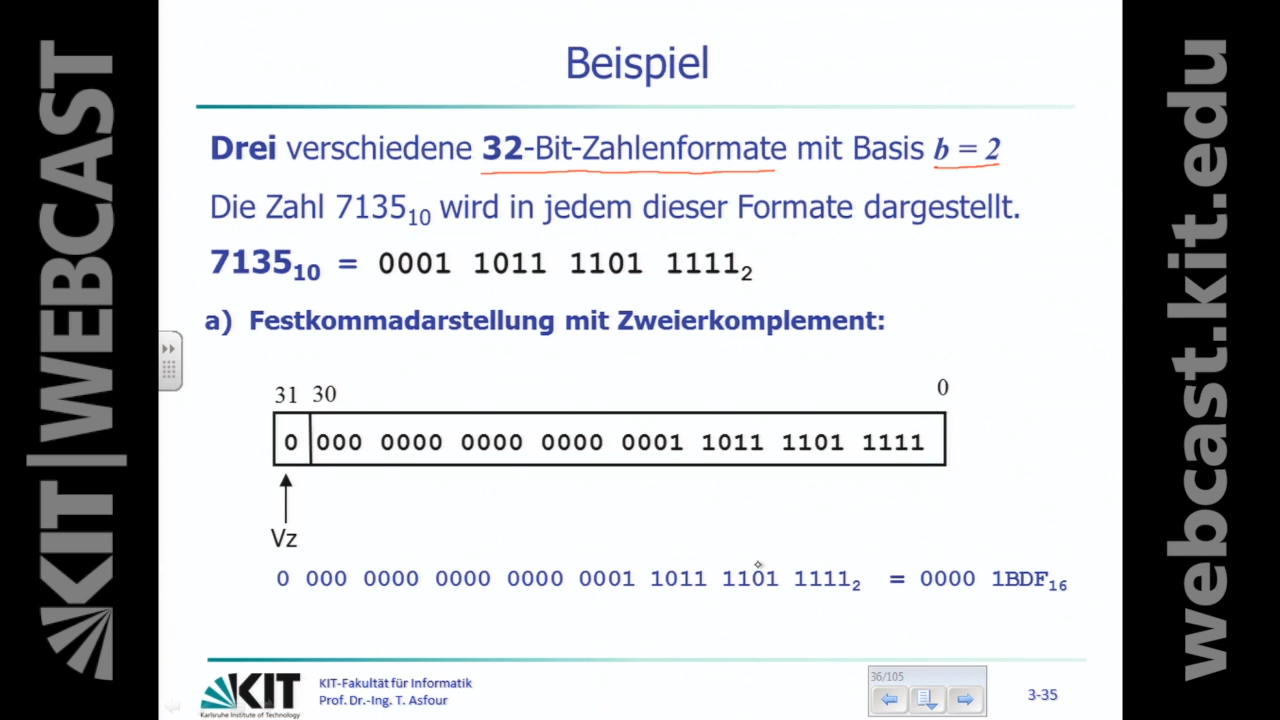 KIT | WEBCAST
Beispiel
Drei verschiedene 32-Bit-Zahlenformate mit Basis b = 2
Die Zahl 7135₁₀ wird in jedem dieser Formate dargestellt.
7135₁₀ = 0001 1011 1101 1111₂
a) Festkommadarstellung mit Zweierkomplement:
31 30 0
0 000 0000 0000 0000 0001 1011 1101 1111
Vz
0 000 0000 0000 0000 0001 1011 1101 1111₂ = 0000 1BDF₁₆
KIT
Karlsruhe Institute of Technology
KIT-Fakultät für Informatik
Prof. Dr.-Ing. T. Asfour
36/105
3-35
webcast.kit.edu